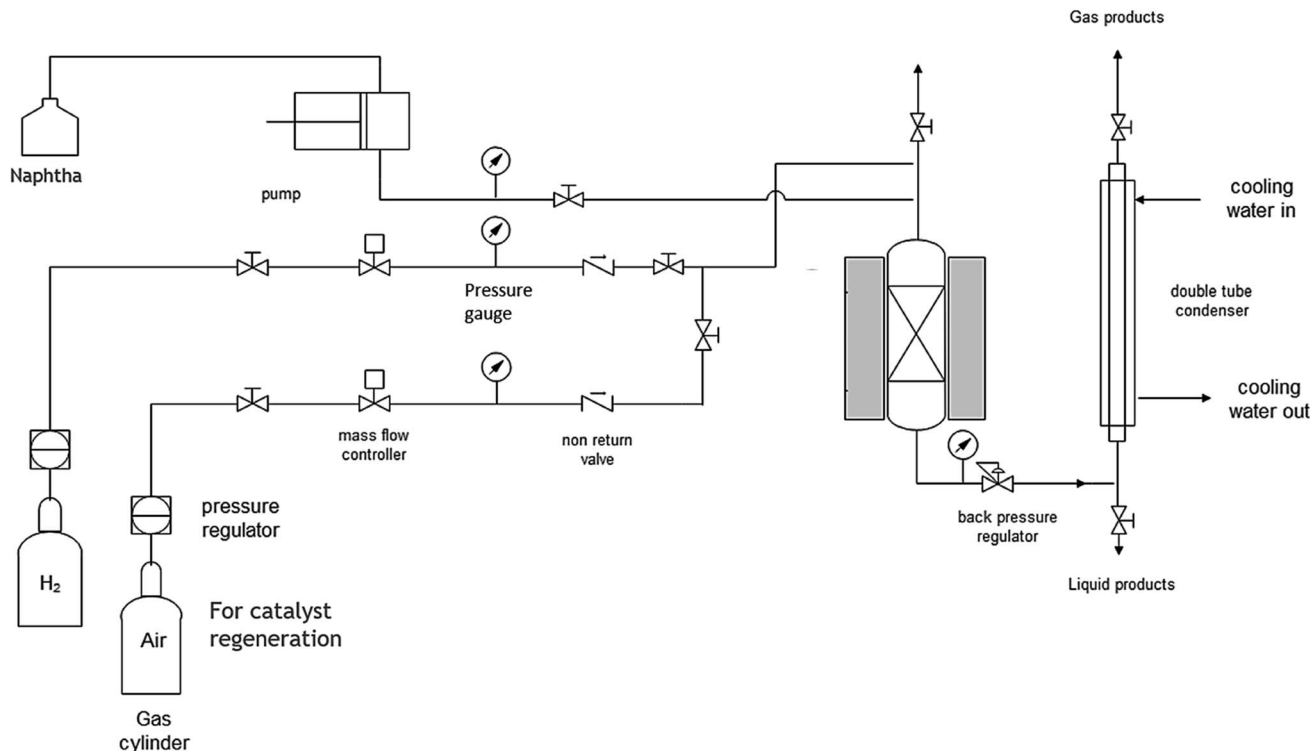 Gas products
Naphtha
pump
cooling
water in
Pressure
gauge
double tube
condenser
cooling
water out
mass flow
controller
non return
valve
pressure
regulator
back pressure
regulator
H₂
Liquid products
For catalyst
regeneration
Air
Gas
cylinder